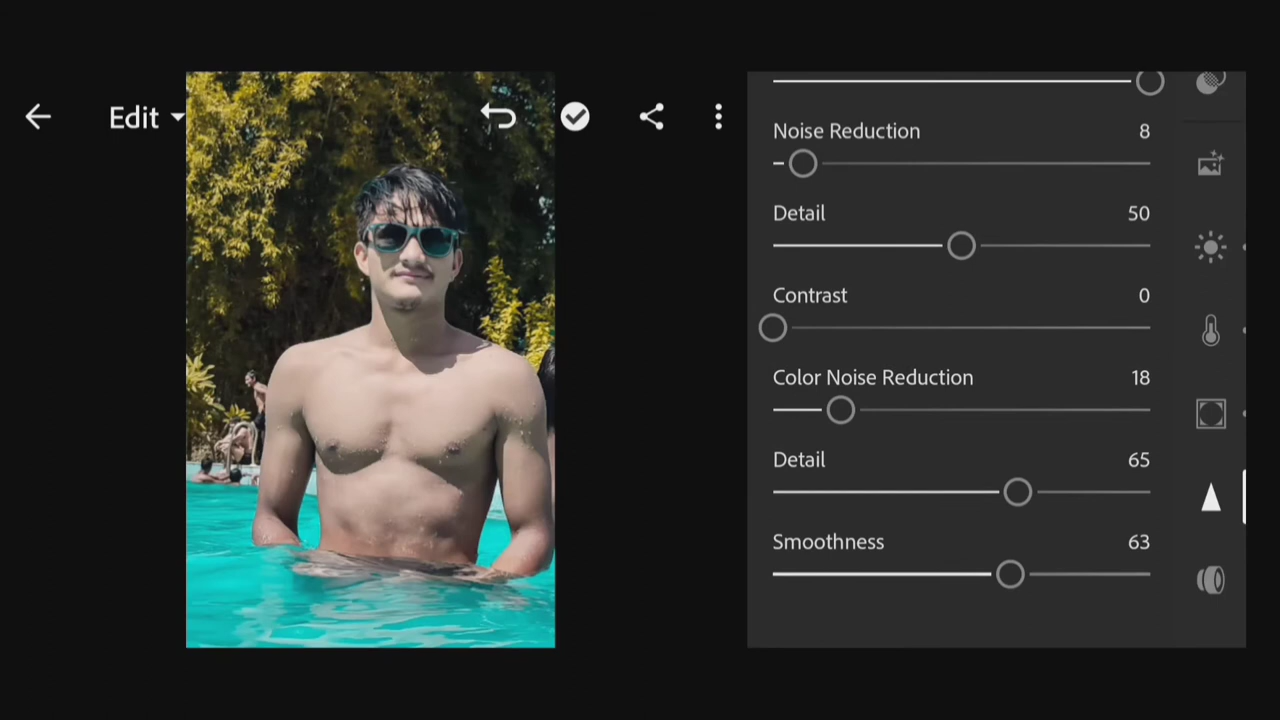 Edit
Noise Reduction 8
Detail 50
Contrast 0
Color Noise Reduction 18
Detail 65
Smoothness 63